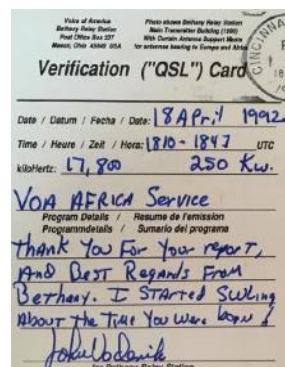 Voice of America
Bethany Relay Station
Post Office Box 227
Mason, Ohio 45040 USA
Photo shows Bethany Relay Station
Main Transmitter Building (1990)
With Curtain Antenna Support Masts
for antennas beaming to Europe and Africa
CINCINNA
Verification ("QSL") Card
Date / Datum / Fecha / Date: 18 April 1992
Time / Heure / Zeit / Hora: 1810 - 1843 UTC
kiloHertz: 17,800 250 Kw.
VOA AFRICA Service
Program Details / Resume de l'emission
Programmdetails / Sumario del programa
Thank You For Your report,
And Best Regards From
Bethany. I Started SWLing
About the Time You Were born!
John
for Bethany Relay Station